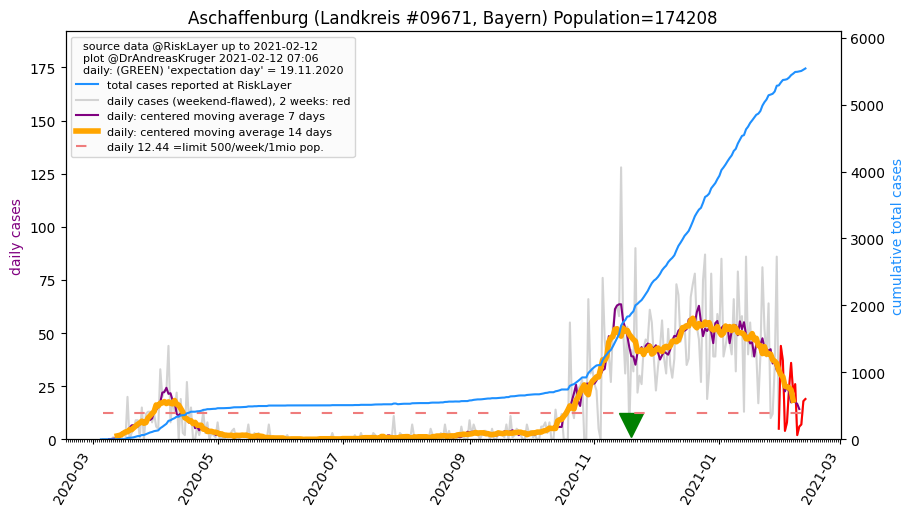 Aschaffenburg (Landkreis #09671, Bayern) Population=174208
source data @RiskLayer up to 2021-02-12
plot @DrAndreasKruger 2021-02-12 07:06
daily: (GREEN) 'expectation day' = 19.11.2020
total cases reported at RiskLayer
daily cases (weekend-flawed), 2 weeks: red
daily: centered moving average 7 days
daily: centered moving average 14 days
daily 12.44 =limit 500/week/1mio pop.
daily cases
175
150
125
100
75
50
25
0
cumulative total cases
6000
5000
4000
3000
2000
1000
0
2020-03
2020-05
2020-07
2020-09
2020-11
2021-01
2021-03